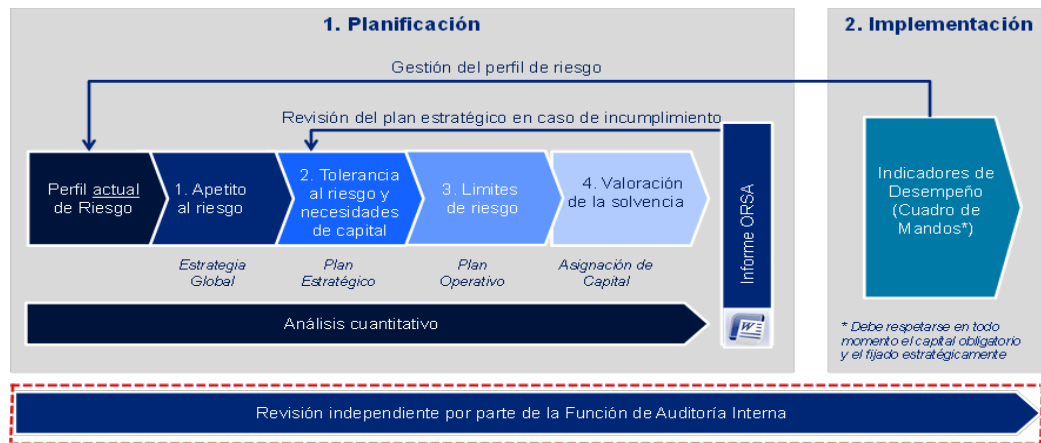 1. Planificación
2. Implementación
Gestión del perfil de riesgo
Revisión del plan estratégico en caso de incumplimiento
Perfil actual
de Riesgo
1. Apetito
al riesgo
2. Tolerancia
al riesgo y
necesidades
de capital
3. Limites
de riesgo
4. Valoración
de la solvencia
Informe ORSA
Indicadores de
Desempeño
(Cuadro de
Mandos*)
Estrategia
Global
Plan
Estratégico
Plan
Operativo
Asignación de
Capital
Análisis cuantitativo
W
* Debe respetarse en todo
momento el capital obligatorio
y el fijado estratégicamente
Revisión independiente por parte de la Función de Auditoría Interna